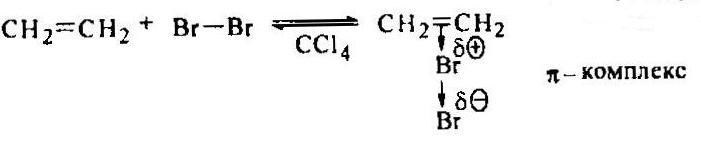 CH₂=CH₂ + Br—Br ⇌ CH₂=CH₂
CCl₄
δ⊕
Br
π – комплекс
δ⊖
Br